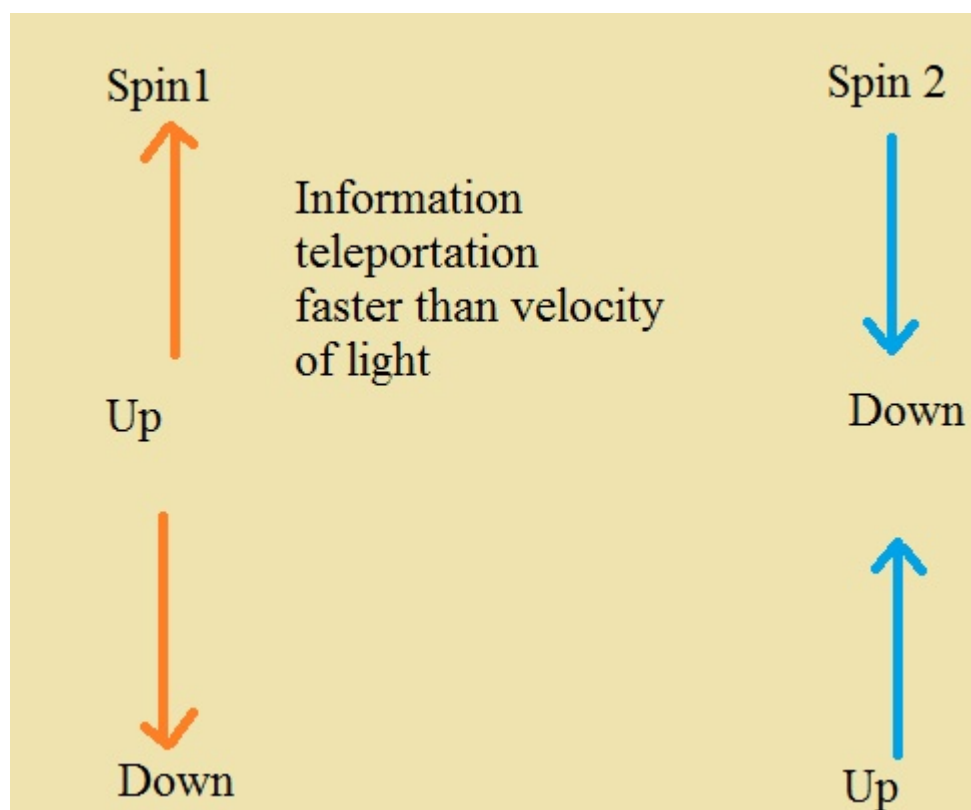 Spin1
Spin 2
Information
teleportation
faster than velocity
of light
Up
Down
Down
Up